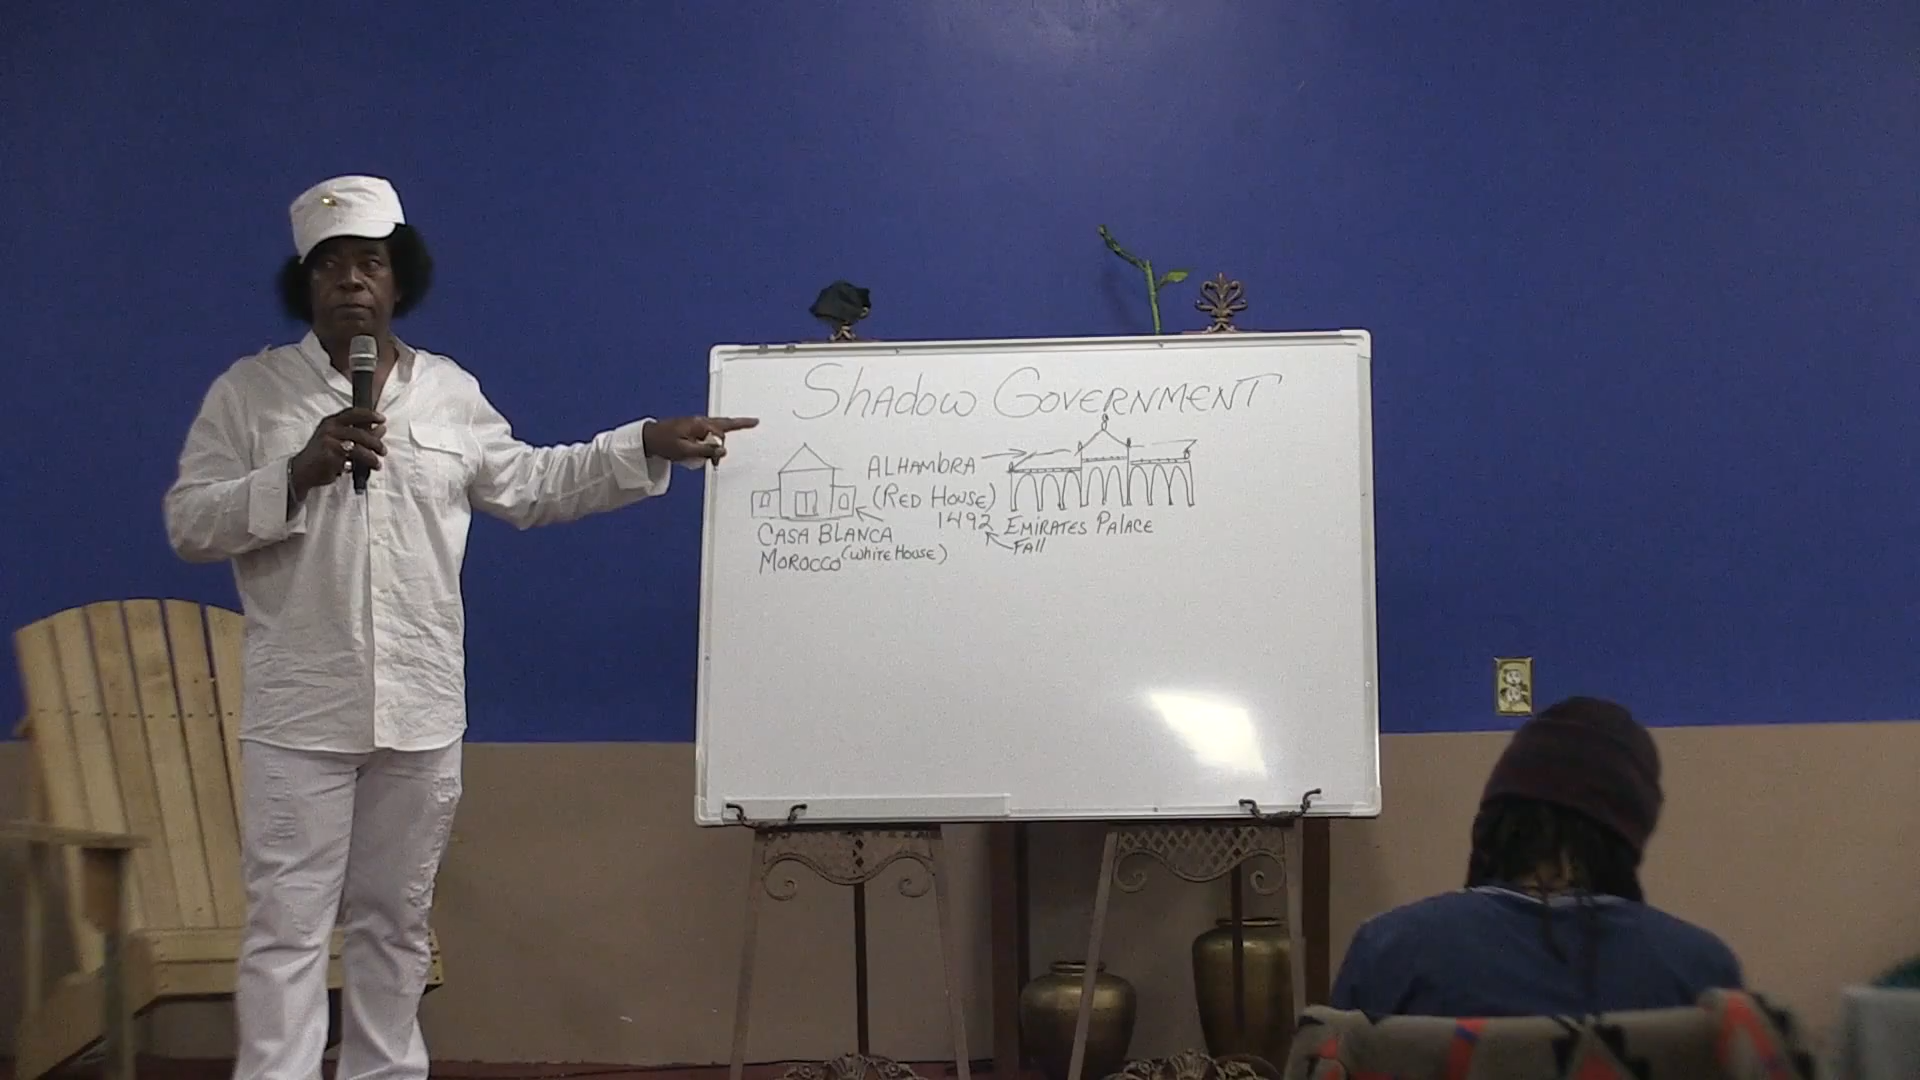 Shadow Government
Alhambra
(Red House)
1492 Emirates Palace
Fall
Casa Blanca
Morocco (White House)